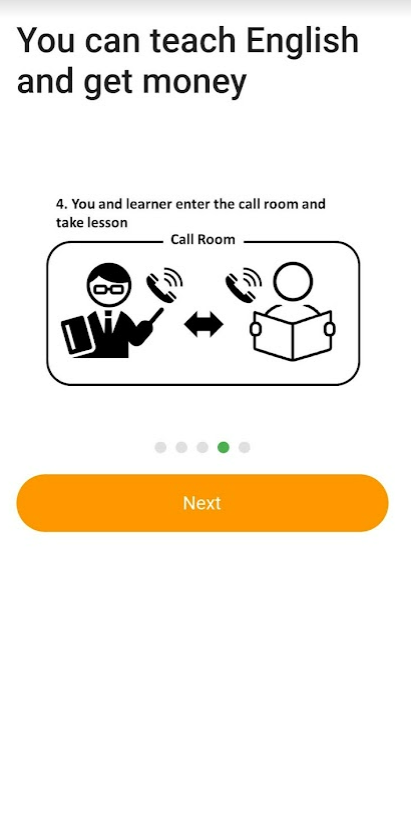 You can teach English
and get money
4. You and learner enter the call room and
take lesson
Call Room
Next